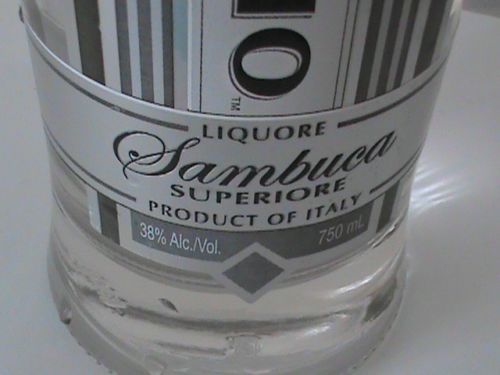 LIQUORE
Sambuca
SUPERIORE
PRODUCT OF ITALY
38% Alc./Vol.
750 mL